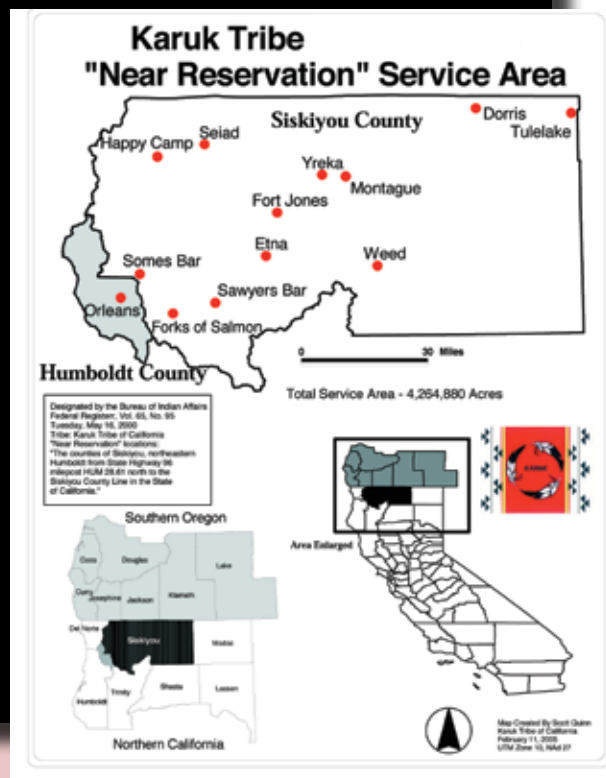 Karuk Tribe
"Near Reservation" Service Area
Siskiyou County
Dorris
Tulelake
Seiad
Happy Camp
Yreka
Montague
Fort Jones
Etna
Weed
Somes Bar
Sawyers Bar
Orleans
Forks of Salmon
0 30 Miles
Humboldt County
Total Service Area - 4,264,880 Acres
Designated by the Bureau of Indian Affairs
Federal Register; Vol. 65, No. 95
Tuesday, May 16, 2000
Tribe: Karuk Tribe of California
"Near Reservation" locations:
"The counties of Siskiyou, northeastern
Humboldt from State Highway 96
milepost HUM 28.61 north to the
Siskiyou County Line in the State
of California."
KARUK
Area Enlarged
Southern Oregon
Coos
Douglas
Lake
Curry
Josephine
Jackson
Klamath
Del Norte
Siskiyou
Modoc
Humboldt
Trinity
Shasta
Lassen
Northern California
Map Created By Scott Quinn
Karuk Tribe of California
February 11, 2005
UTM Zone 10, NAd 27